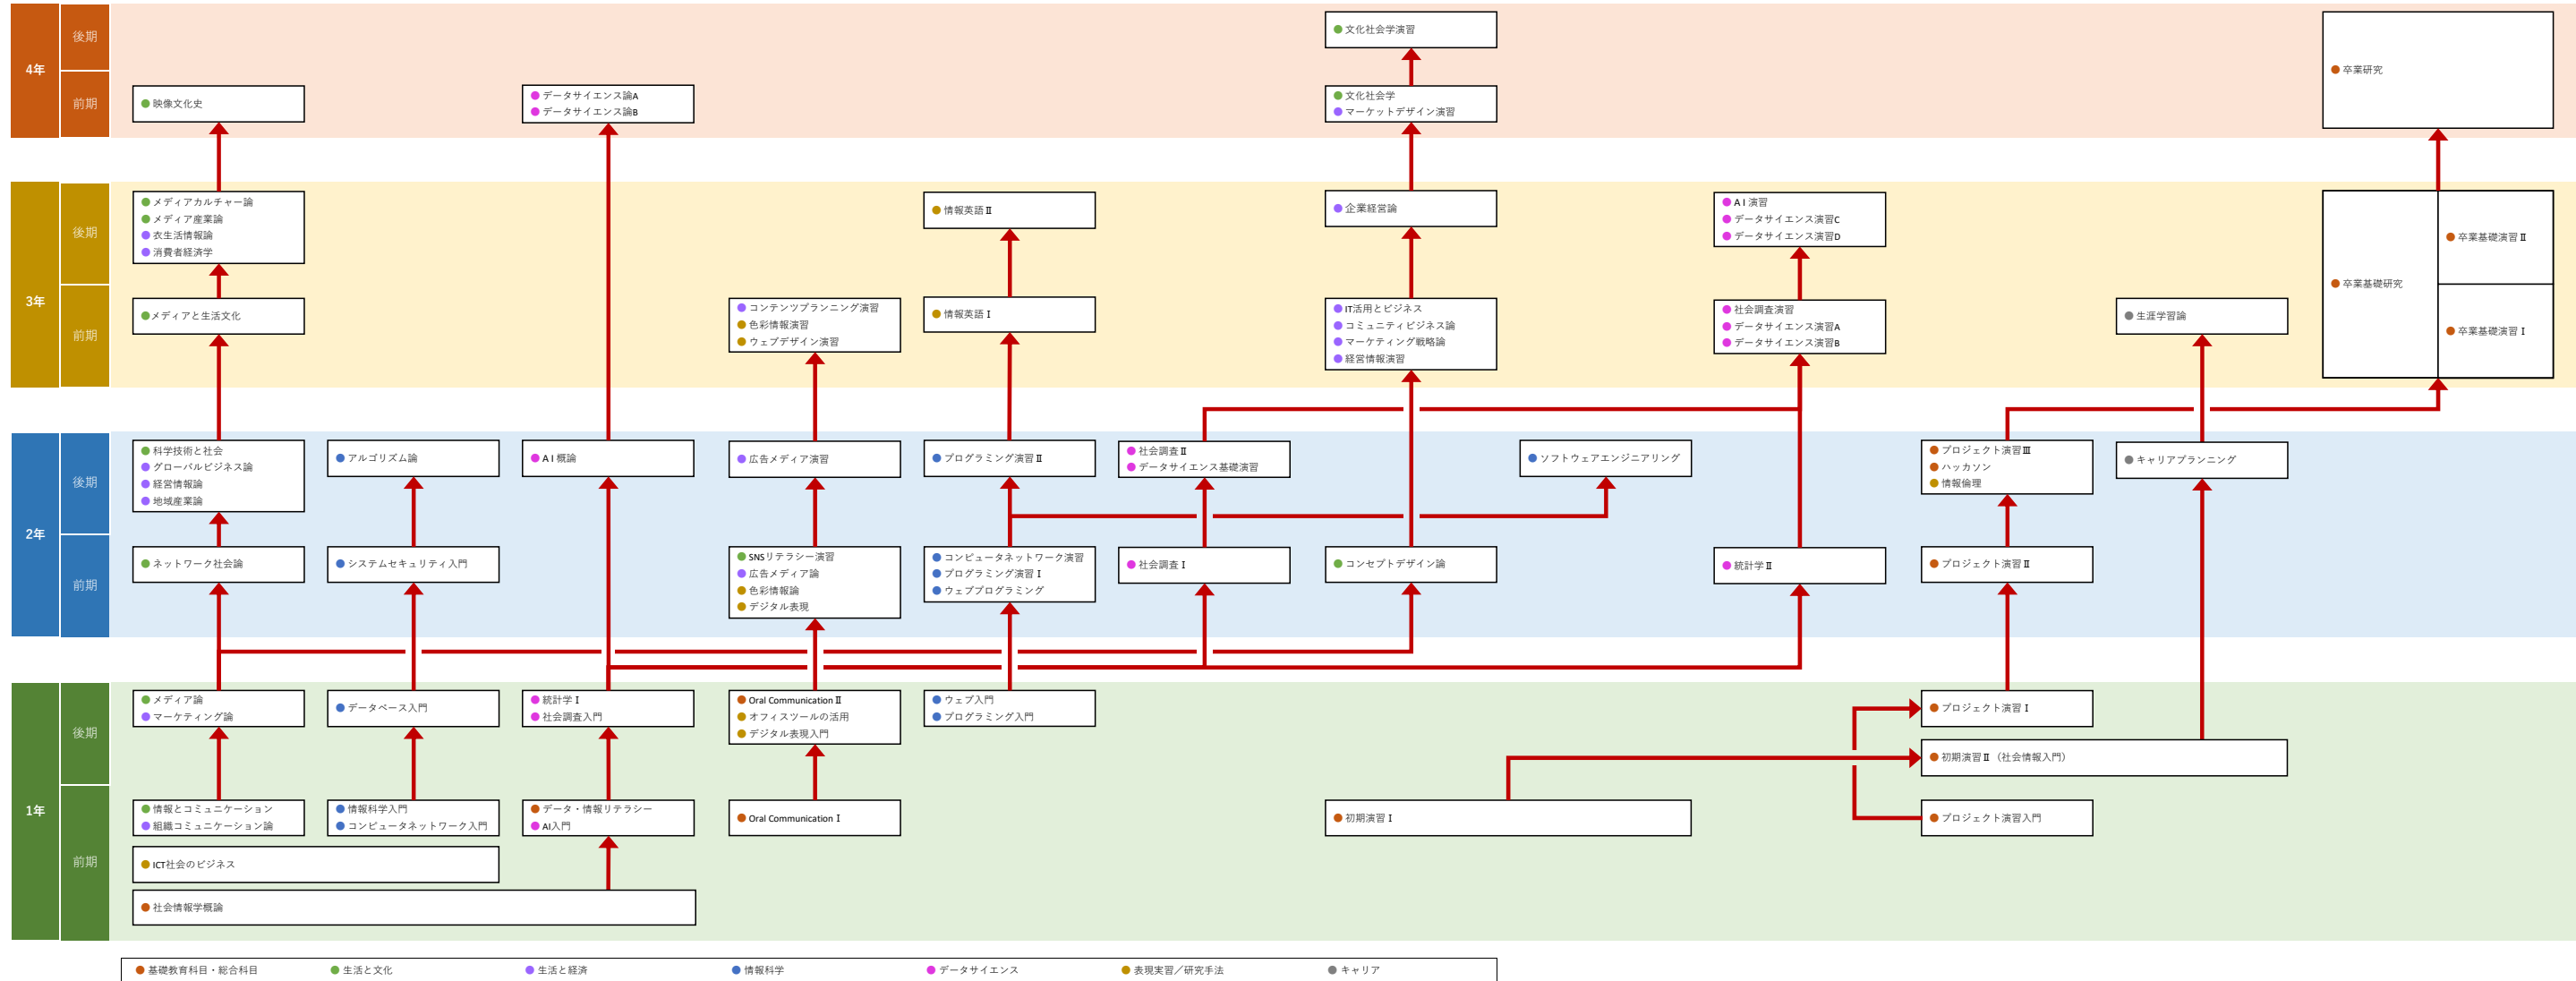 4年
後期
文化社会学演習
卒業研究
前期
映像文化史
データサイエンス論A
データサイエンス論B
文化社会学
マーケットデザイン演習
3年
後期
メディアカルチャー論
メディア産業論
衣生活情報論
消費者経済学
情報英語Ⅱ
企業経営論
A I 演習
データサイエンス演習C
データサイエンス演習D
卒業基礎研究
卒業基礎演習Ⅱ
前期
メディアと生活文化
コンテンツプランニング演習
色彩情報演習
ウェブデザイン演習
情報英語Ⅰ
IT活用とビジネス
コミュニティビジネス論
マーケティング戦略論
経営情報演習
社会調査演習
データサイエンス演習A
データサイエンス演習B
生涯学習論
卒業基礎演習Ⅰ
2年
後期
科学技術と社会
グローバルビジネス論
経営情報論
地域産業論
アルゴリズム論
A I 概論
広告メディア演習
プログラミング演習Ⅱ
社会調査Ⅱ
データサイエンス基礎演習
ソフトウェアエンジニアリング
プロジェクト演習Ⅲ
ハッカソン
情報倫理
キャリアプランニング
前期
ネットワーク社会論
システムセキュリティ入門
SNSリテラシー演習
広告メディア論
色彩情報論
デジタル表現
コンピュータネットワーク演習
プログラミング演習Ⅰ
ウェブプログラミング
社会調査Ⅰ
コンセプトデザイン論
統計学Ⅱ
プロジェクト演習Ⅱ
1年
後期
メディア論
マーケティング論
データベース入門
統計学Ⅰ
社会調査入門
Oral Communication Ⅱ
オフィスツールの活用
デジタル表現入門
ウェブ入門
プログラミング入門
プロジェクト演習Ⅰ
初期演習Ⅱ（社会情報入門）
前期
情報とコミュニケーション
組織コミュニケーション論
情報科学入門
コンピュータネットワーク入門
データ・情報リテラシー
AI入門
Oral Communication Ⅰ
初期演習Ⅰ
プロジェクト演習入門
ICT社会のビジネス
社会情報学概論
基礎教育科目・総合科目
生活と文化
生活と経済
情報科学
データサイエンス
表現実習／研究手法
キャリア